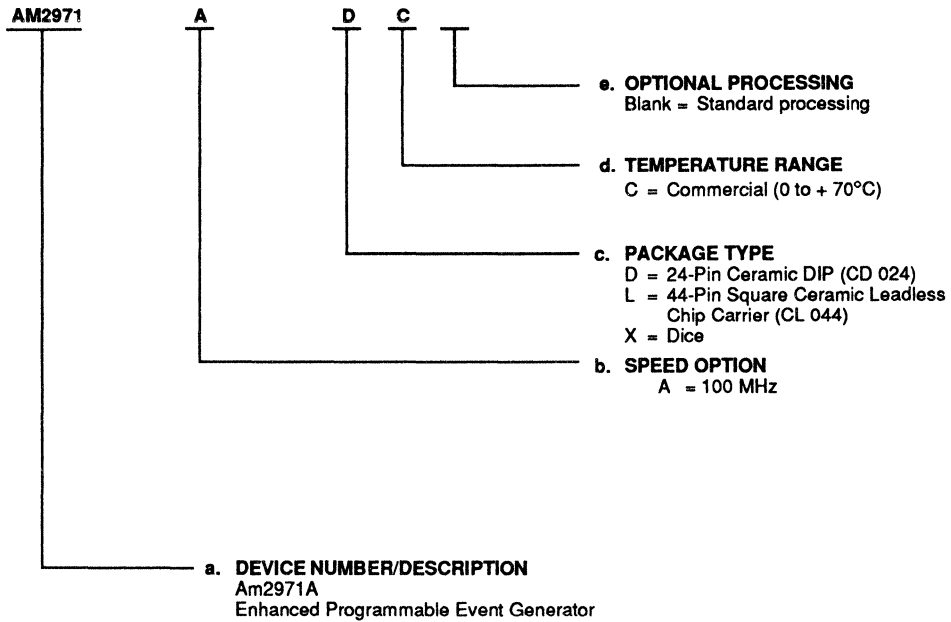 AM2971 A D C
e. OPTIONAL PROCESSING
Blank = Standard processing
d. TEMPERATURE RANGE
C = Commercial (0 to + 70°C)
c. PACKAGE TYPE
D = 24-Pin Ceramic DIP (CD 024)
L = 44-Pin Square Ceramic Leadless
Chip Carrier (CL 044)
X = Dice
b. SPEED OPTION
A = 100 MHz
a. DEVICE NUMBER/DESCRIPTION
Am2971A
Enhanced Programmable Event Generator